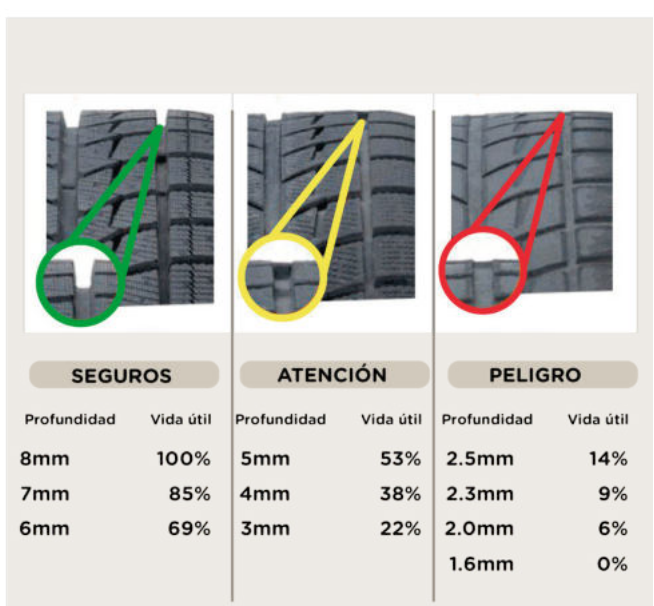 SEGUROS
Profundidad Vida útil
8mm 100%
7mm 85%
6mm 69%
ATENCIÓN
Profundidad Vida útil
5mm 53%
4mm 38%
3mm 22%
PELIGRO
Profundidad Vida útil
2.5mm 14%
2.3mm 9%
2.0mm 6%
1.6mm 0%